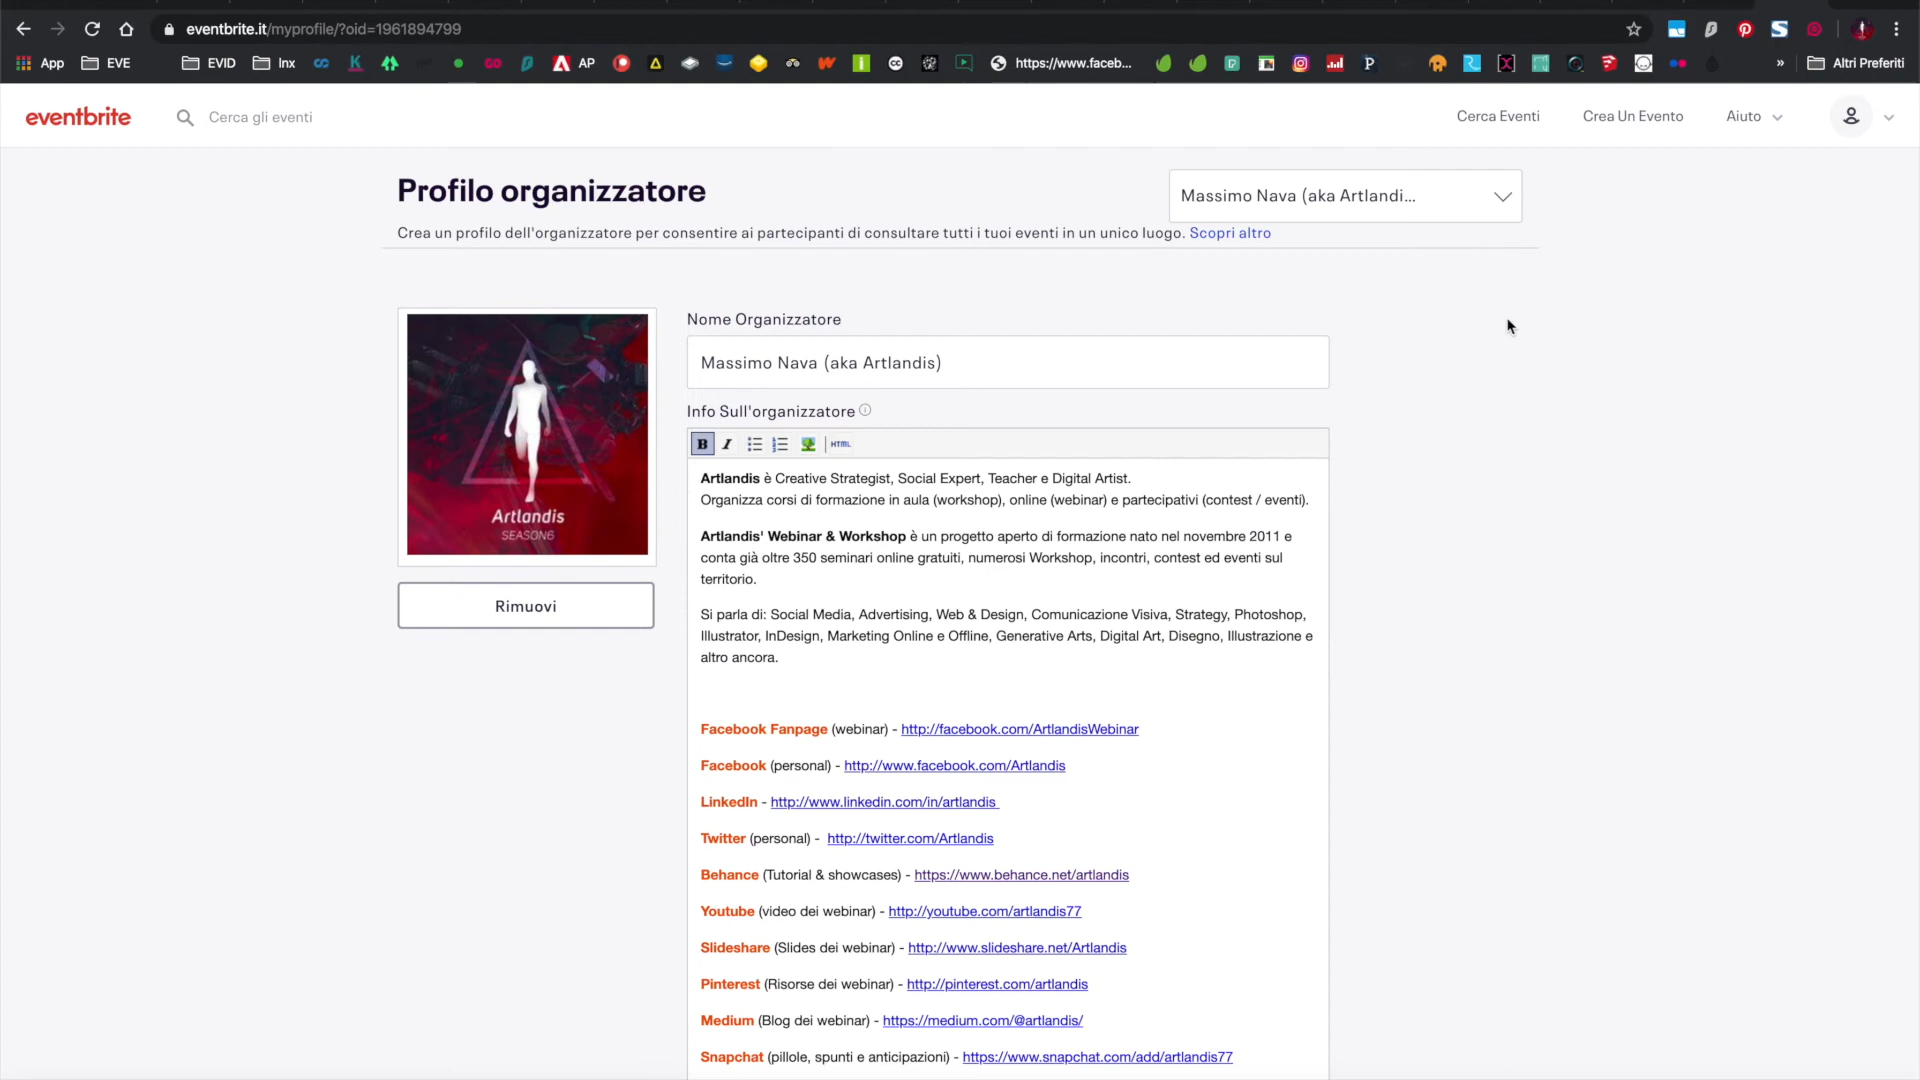 eventbrite.it/myprofile/?oid=1961894799
App EVE EVID Inx AP https://www.faceb... » Altri Preferiti
eventbrite Cerca gli eventi Cerca Eventi Crea Un Evento Aiuto
Profilo organizzatore
Massimo Nava (aka Artlandi...
Crea un profilo dell'organizzatore per consentire ai partecipanti di consultare tutti i tuoi eventi in un unico luogo. Scopri altro
Artlandis
SEASON6
Rimuovi
Nome Organizzatore
Massimo Nava (aka Artlandis)
Info Sull'organizzatore
B I HTML
Artlandis è Creative Strategist, Social Expert, Teacher e Digital Artist.
Organizza corsi di formazione in aula (workshop), online (webinar) e partecipativi (contest / eventi).
Artlandis' Webinar & Workshop è un progetto aperto di formazione nato nel novembre 2011 e
conta già oltre 350 seminari online gratuiti, numerosi Workshop, incontri, contest ed eventi sul
territorio.
Si parla di: Social Media, Advertising, Web & Design, Comunicazione Visiva, Strategy, Photoshop,
Illustrator, InDesign, Marketing Online e Offline, Generative Arts, Digital Art, Disegno, Illustrazione e
altro ancora.
Facebook Fanpage (webinar) - http://facebook.com/ArtlandisWebinar
Facebook (personal) - http://www.facebook.com/Artlandis
LinkedIn - http://www.linkedin.com/in/artlandis
Twitter (personal) - http://twitter.com/Artlandis
Behance (Tutorial & showcases) - https://www.behance.net/artlandis
Youtube (video dei webinar) - http://youtube.com/artlandis77
Slideshare (Slides dei webinar) - http://www.slideshare.net/Artlandis
Pinterest (Risorse dei webinar) - http://pinterest.com/artlandis
Medium (Blog dei webinar) - https://medium.com/@artlandis/
Snapchat (pillole, spunti e anticipazioni) - https://www.snapchat.com/add/artlandis77